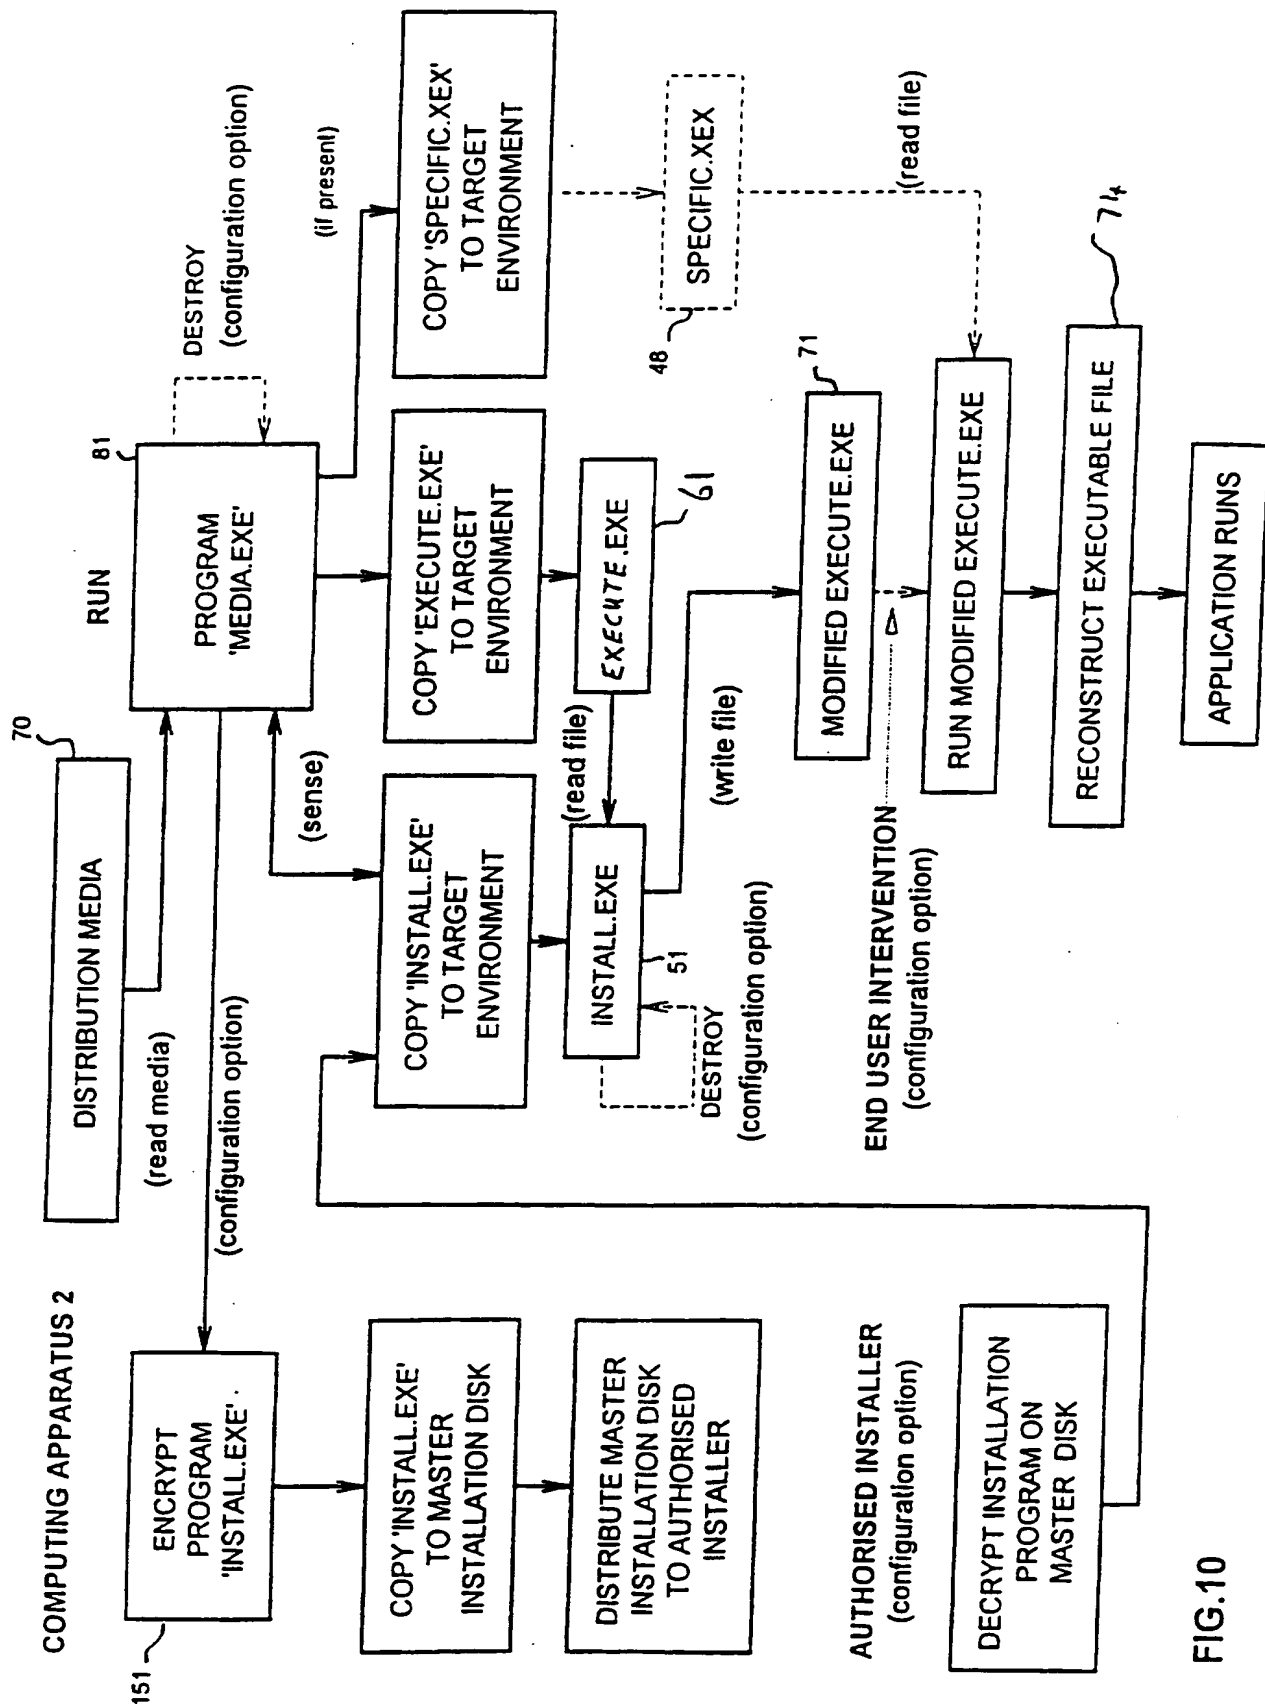 COMPUTING APPARATUS 2
70
DISTRIBUTION MEDIA
(read media)
(configuration option)
RUN
81
PROGRAM
'MEDIA.EXE'
DESTROY
(configuration option)
(if present)
(sense)
151
ENCRYPT
PROGRAM
'INSTALL.EXE'.
COPY 'INSTALL.EXE'
TO MASTER
INSTALLATION DISK
DISTRIBUTE MASTER
INSTALLATION DISK
TO AUTHORISED
INSTALLER
AUTHORISED INSTALLER
(configuration option)
DECRYPT INSTALLATION
PROGRAM ON
MASTER DISK
COPY 'INSTALL.EXE'
TO TARGET
ENVIRONMENT
COPY 'EXECUTE.EXE'
TO TARGET
ENVIRONMENT
COPY 'SPECIFIC.XEX'
TO TARGET
ENVIRONMENT
INSTALL.EXE
51
(read file)
EXECUTE.EXE
61
SPECIFIC.XEX
48
DESTROY
(configuration option)
(write file)
(read file)
MODIFIED EXECUTE.EXE
71
END USER INTERVENTION
(configuration option)
RUN MODIFIED EXECUTE.EXE
RECONSTRUCT EXECUTABLE FILE
74
APPLICATION RUNS
FIG.10